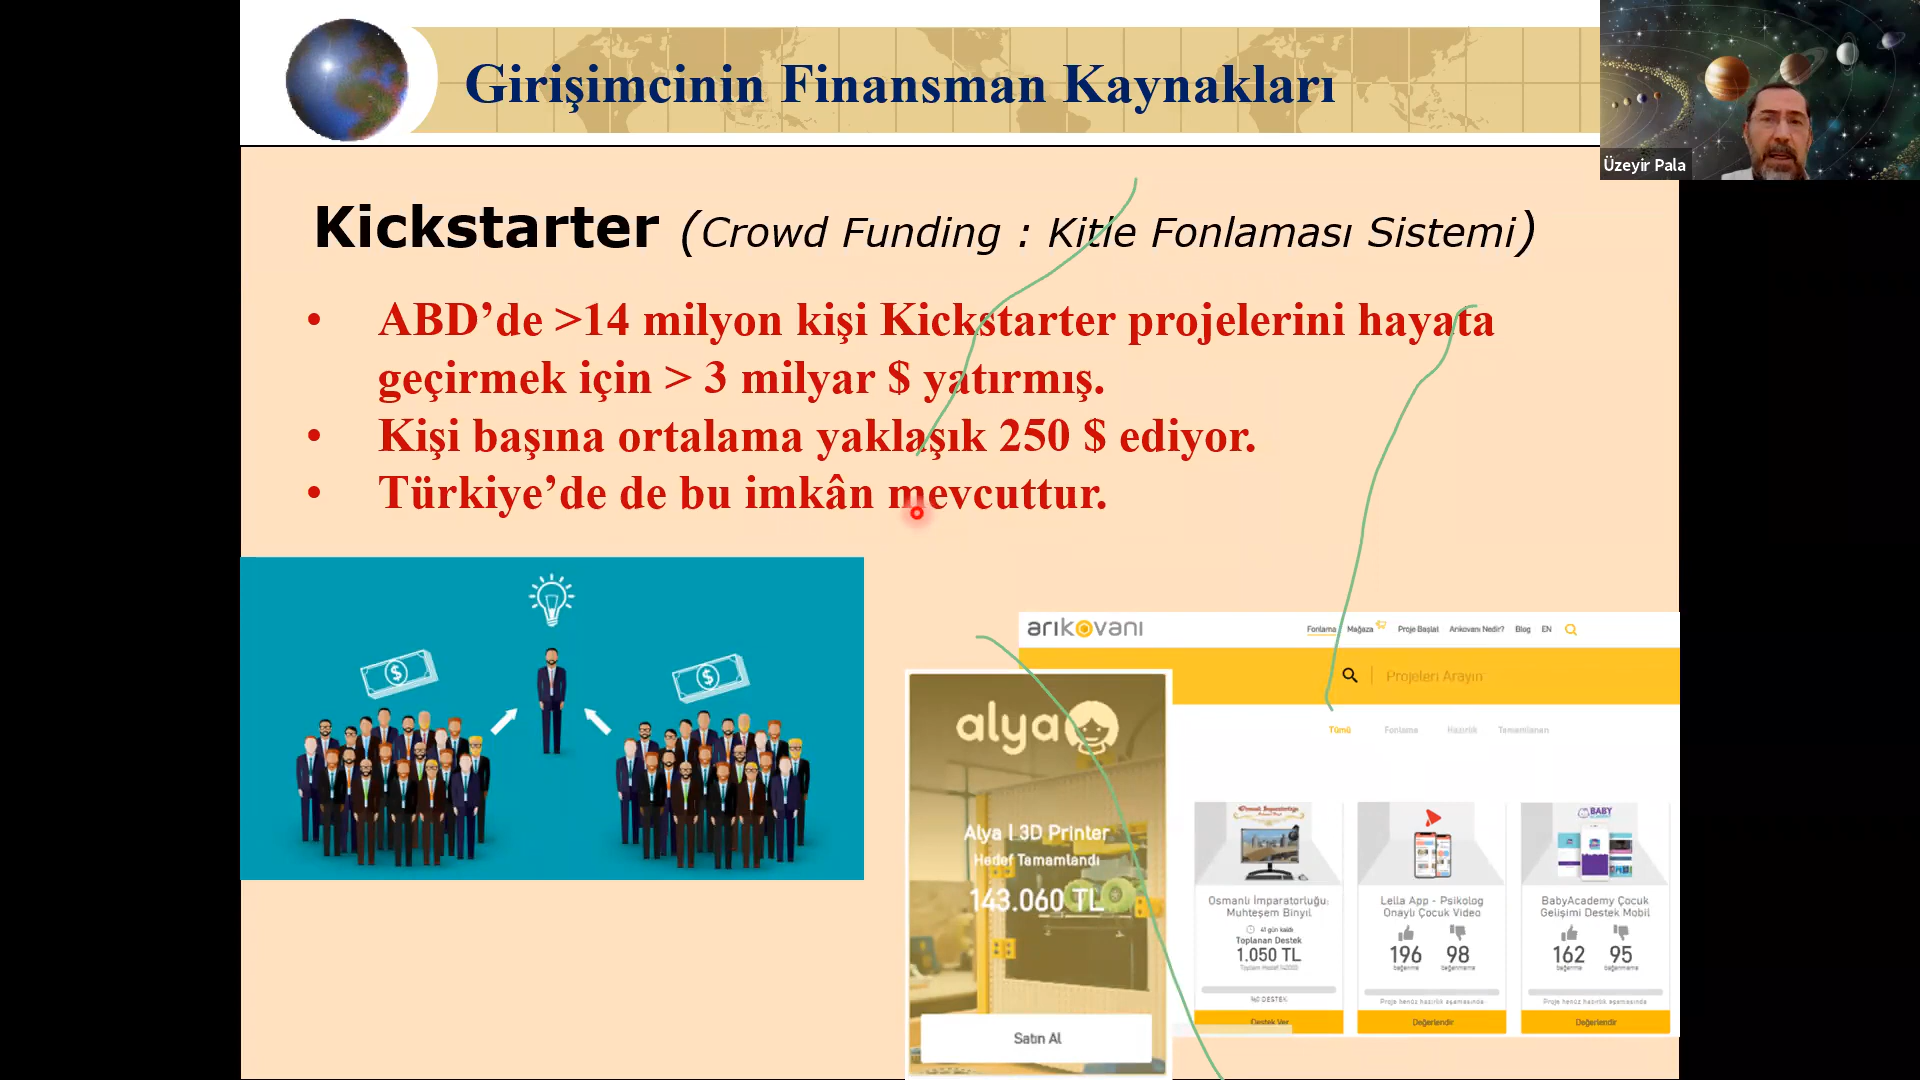 Girişimcinin Finansman Kaynakları
Üzeyir Pala
Kickstarter (Crowd Funding : Kitle Fonlaması Sistemi)
• ABD’de >14 milyon kişi Kickstarter projelerini hayata
geçirmek için > 3 milyar $ yatırmış.
• Kişi başına ortalama yaklaşık 250 $ ediyor.
• Türkiye’de de bu imkân mevcuttur.
arıkovanı
Fonlama Mağaza Proje Başlat Arıkovanı Nedir? Blog EN
Projeleri Arayın
Tümü Fonlama Hazırlık Tamamlanan
alya
Alya | 3D Printer
Hedef Tamamlandı
143.060 TL
Satın Al
Osmanlı İmparatorluğu:
Muhteşem Binyıl
41 gün kaldı
Toplanan Destek
1.050 TL
DESTEK
Destek Ver
Lella App - Psikolog
Onaylı Çocuk Video
196 98
beğenme beğenmeme
Proje henüz hazırlık aşamasında
Değerlendir
BABY
BabyAcademy Çocuk
Gelişimi Destek Mobil
162 95
beğenme beğenmeme
Proje henüz hazırlık aşamasında
Değerlendir